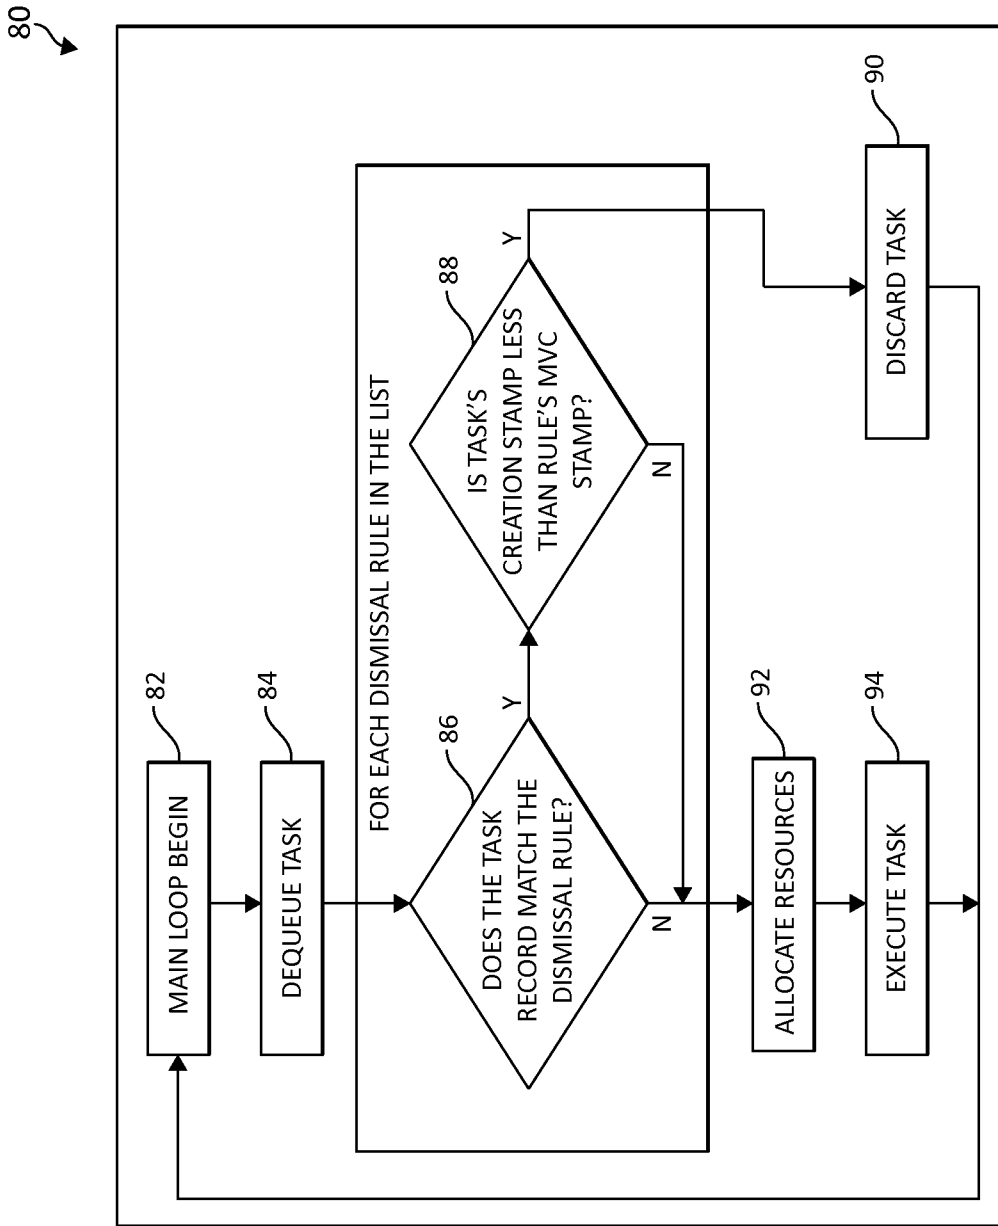 80
MAIN LOOP BEGIN
82
DEQUEUE TASK
84
FOR EACH DISMISSAL RULE IN THE LIST
DOES THE TASK
RECORD MATCH THE
DISMISSAL RULE?
86
Y
N
IS TASK'S
CREATION STAMP LESS
THAN RULE'S MVC
STAMP?
88
Y
N
DISCARD TASK
90
ALLOCATE RESOURCES
92
EXECUTE TASK
94